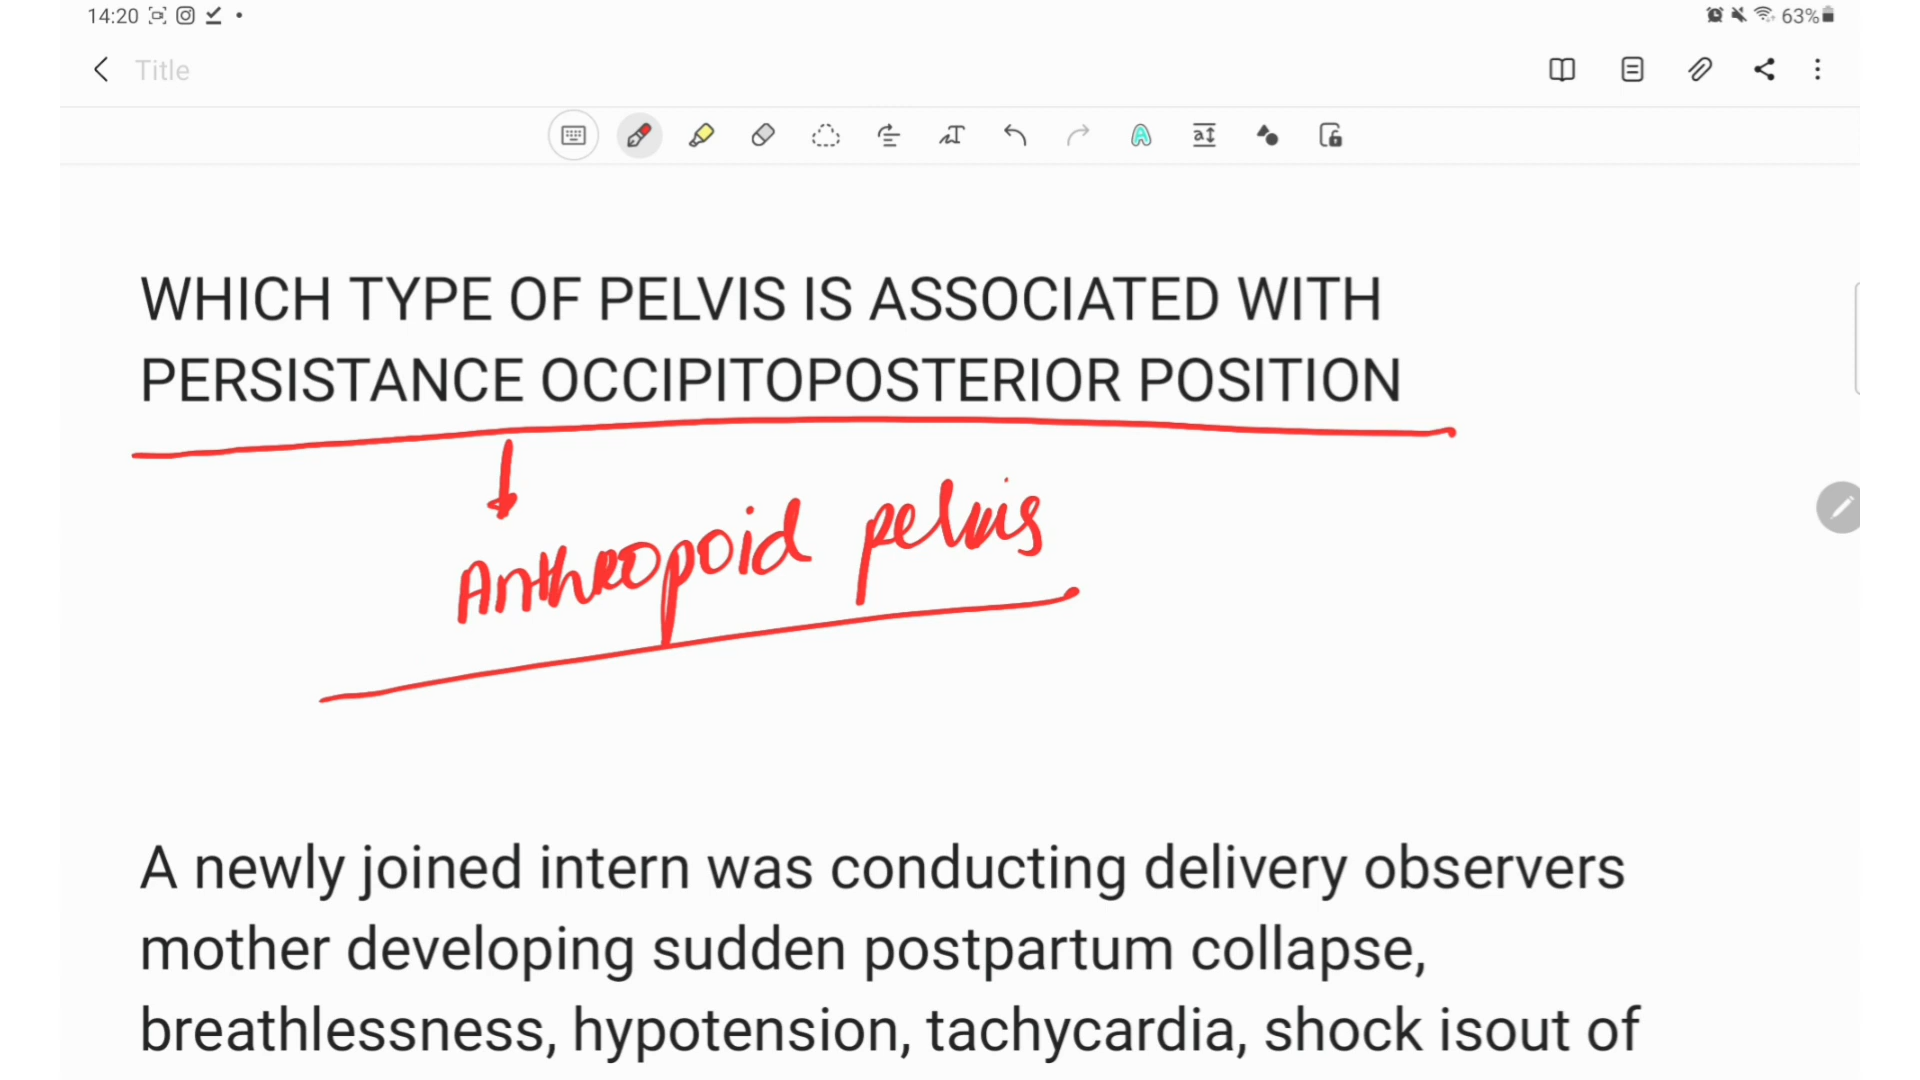 14:20
63%
Title
WHICH TYPE OF PELVIS IS ASSOCIATED WITH
PERSISTANCE OCCIPITOPOSTERIOR POSITION
Anthropoid pelvis
A newly joined intern was conducting delivery observers
mother developing sudden postpartum collapse,
breathlessness, hypotension, tachycardia, shock isout of